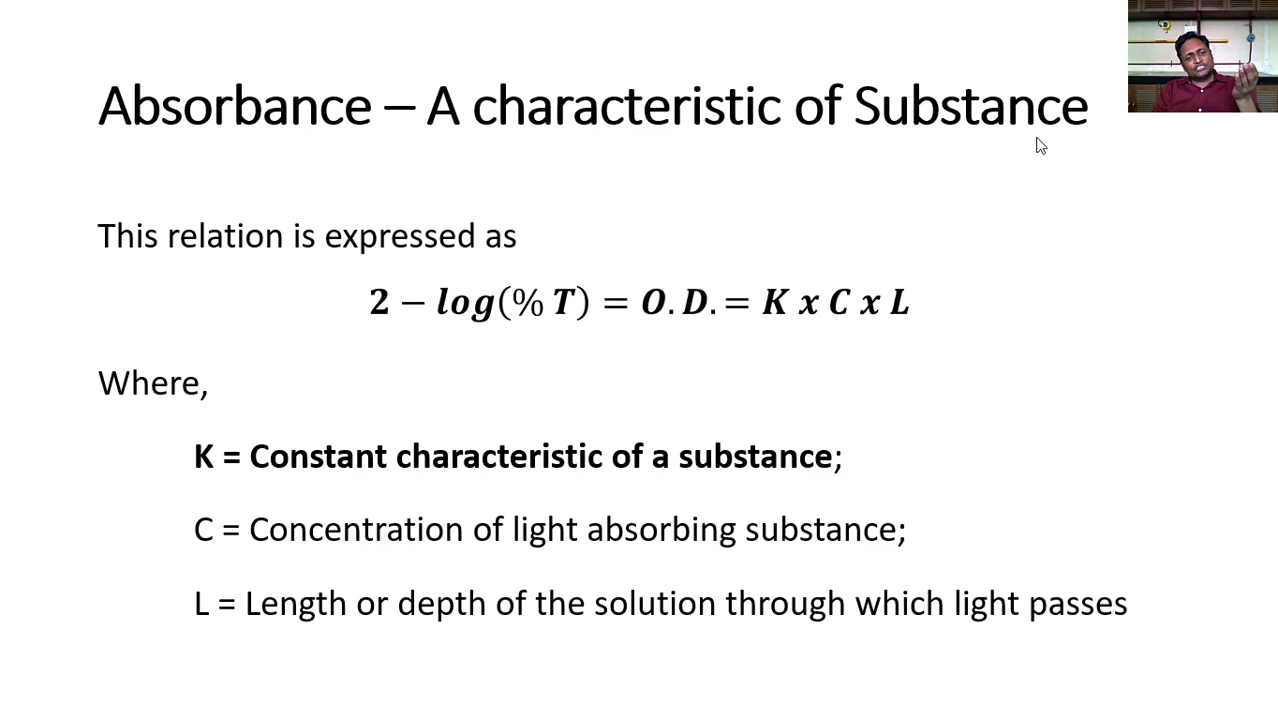 Absorbance – A characteristic of Substance
This relation is expressed as
2 − log(% T) = O. D. = K x C x L
Where,
K = Constant characteristic of a substance;
C = Concentration of light absorbing substance;
L = Length or depth of the solution through which light passes